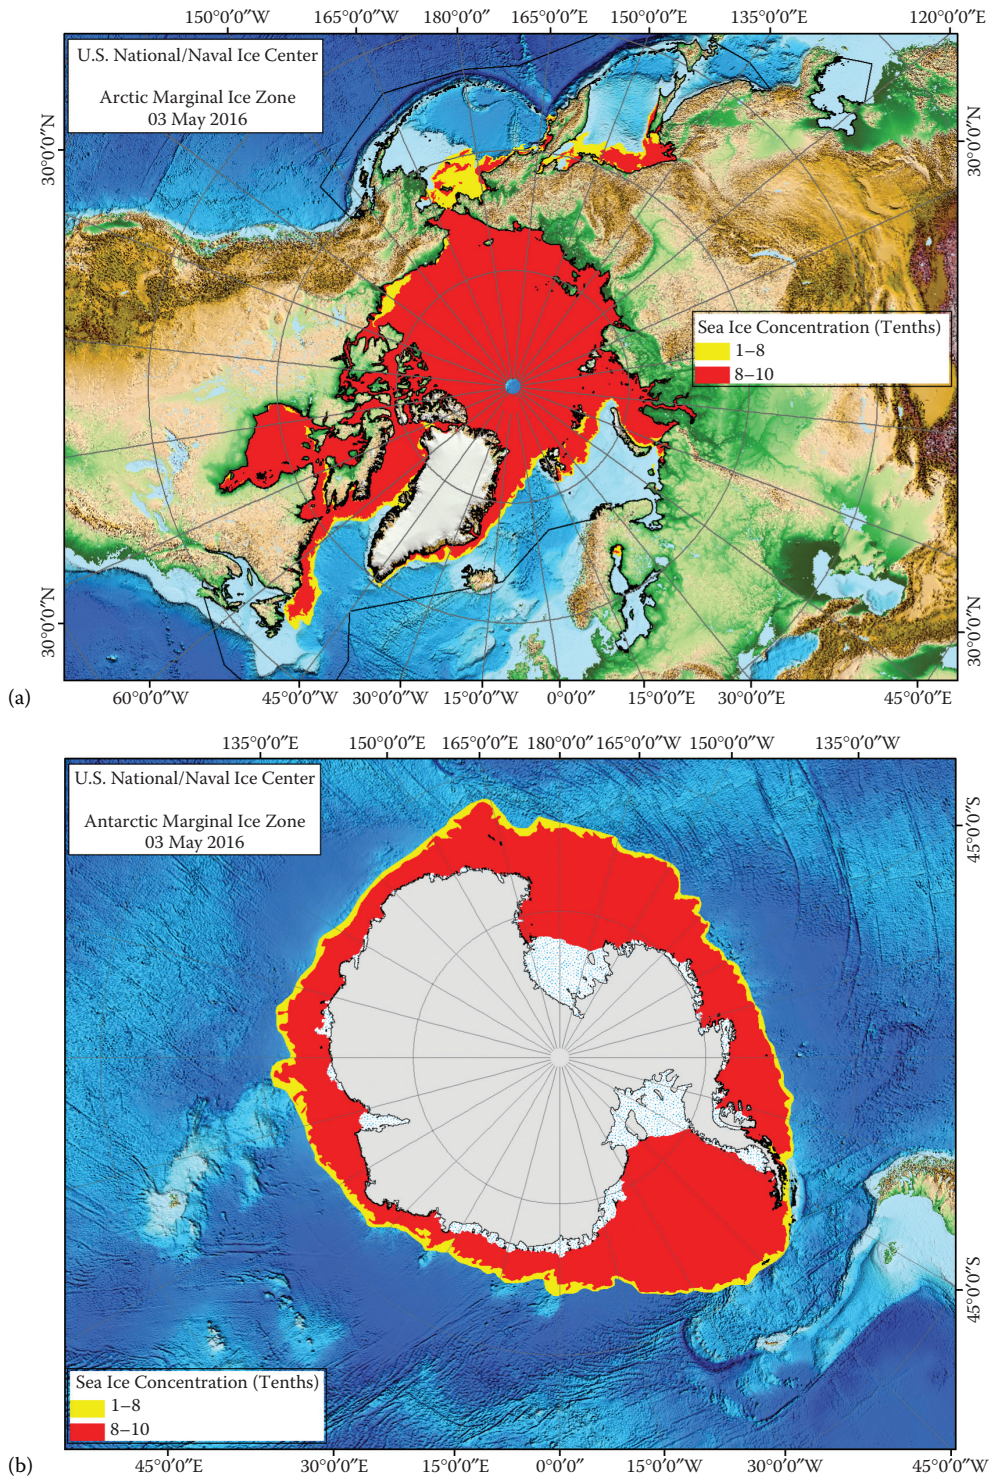 (a)
150°0′0″W 165°0′0″W 180°0′0″ 165°0′0″E 150°0′0″E 135°0′0″E 120°0′0″E
U.S. National/Naval Ice Center
Arctic Marginal Ice Zone
03 May 2016
30°0′0″N
30°0′0″N
Sea Ice Concentration (Tenths)
1–8
8–10
30°0′0″N
30°0′0″N
60°0′0″W 45°0′0″W 30°0′0″W 15°0′0″W 0°0′0″ 15°0′0″E 30°0′0″E 45°0′0″E
(b)
135°0′0″E 150°0′0″E 165°0′0″E 180°0′0″ 165°0′0″W 150°0′0″W 135°0′0″W
U.S. National/Naval Ice Center
Antarctic Marginal Ice Zone
03 May 2016
45°0′0″S
45°0′0″S
Sea Ice Concentration (Tenths)
1–8
8–10
45°0′0″E 30°0′0″E 15°0′0″E 0°0′0″ 15°0′0″W 30°0′0″W 45°0′0″W